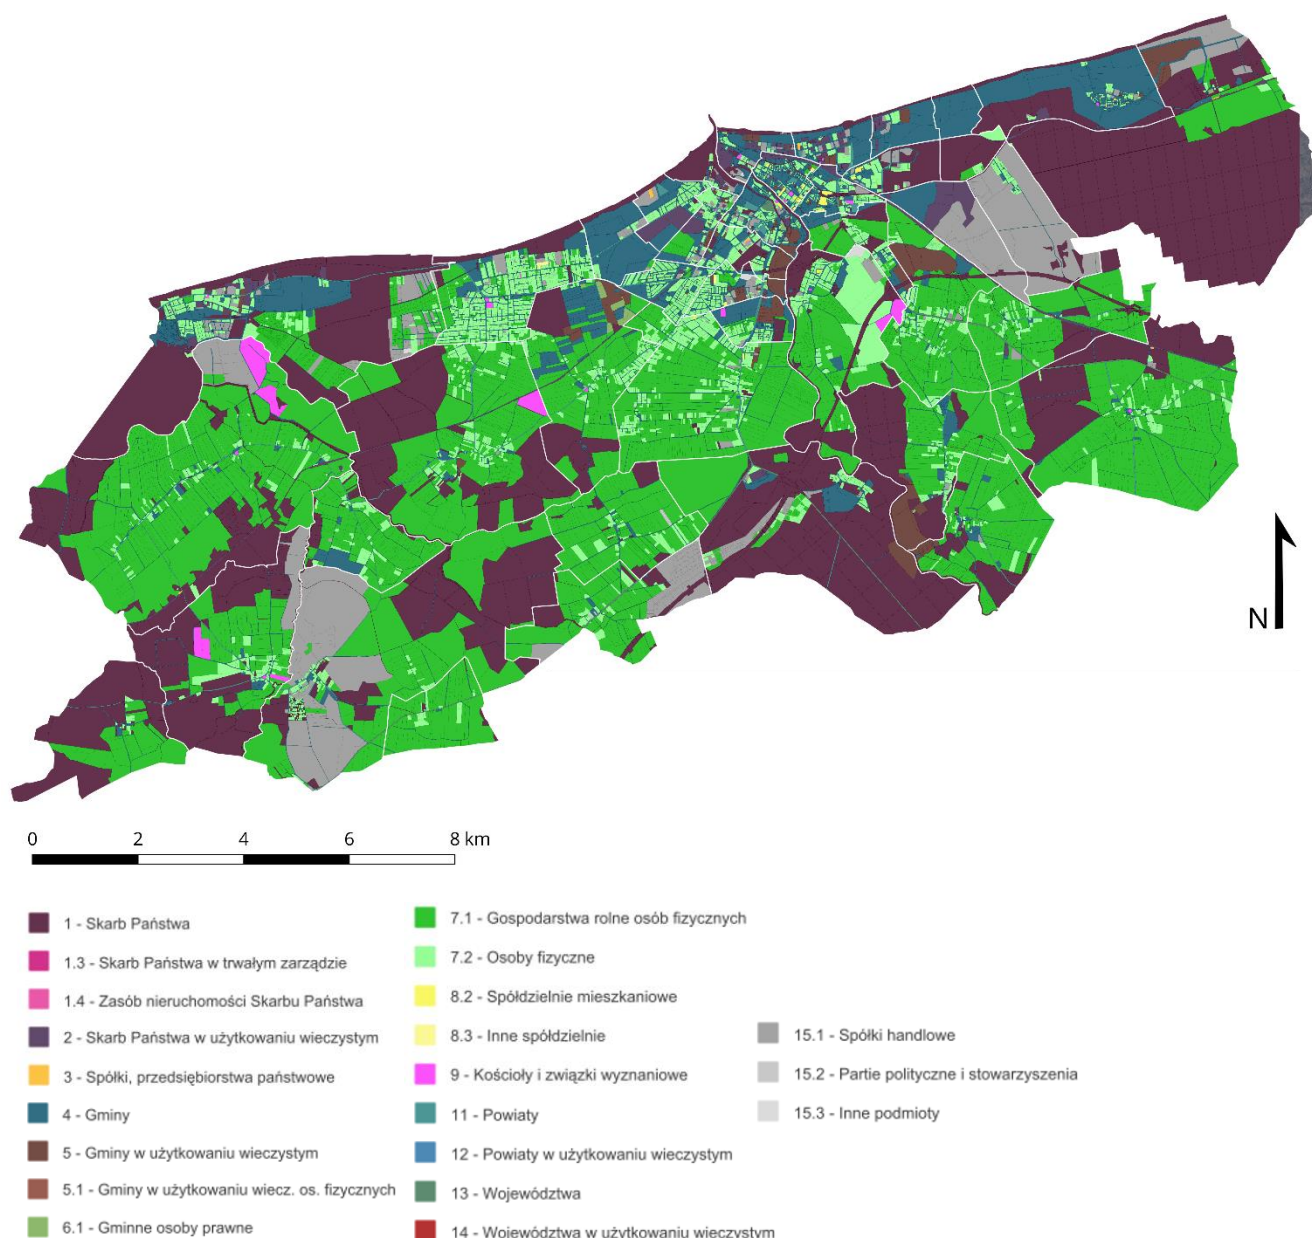 N
0 2 4 6 8 km
1 - Skarb Państwa
1.3 - Skarb Państwa w trwałym zarządzie
1.4 - Zasób nieruchomości Skarbu Państwa
2 - Skarb Państwa w użytkowaniu wieczystym
3 - Spółki, przedsiębiorstwa państwowe
4 - Gminy
5 - Gminy w użytkowaniu wieczystym
5.1 - Gminy w użytkowaniu wiecz. os. fizycznych
6.1 - Gminne osoby prawne
7.1 - Gospodarstwa rolne osób fizycznych
7.2 - Osoby fizyczne
8.2 - Spółdzielnie mieszkaniowe
8.3 - Inne spółdzielnie
9 - Kościoły i związki wyznaniowe
11 - Powiaty
12 - Powiaty w użytkowaniu wieczystym
13 - Województwa
14 - Województwa w użytkowaniu wieczystym
15.1 - Spółki handlowe
15.2 - Partie polityczne i stowarzyszenia
15.3 - Inne podmioty